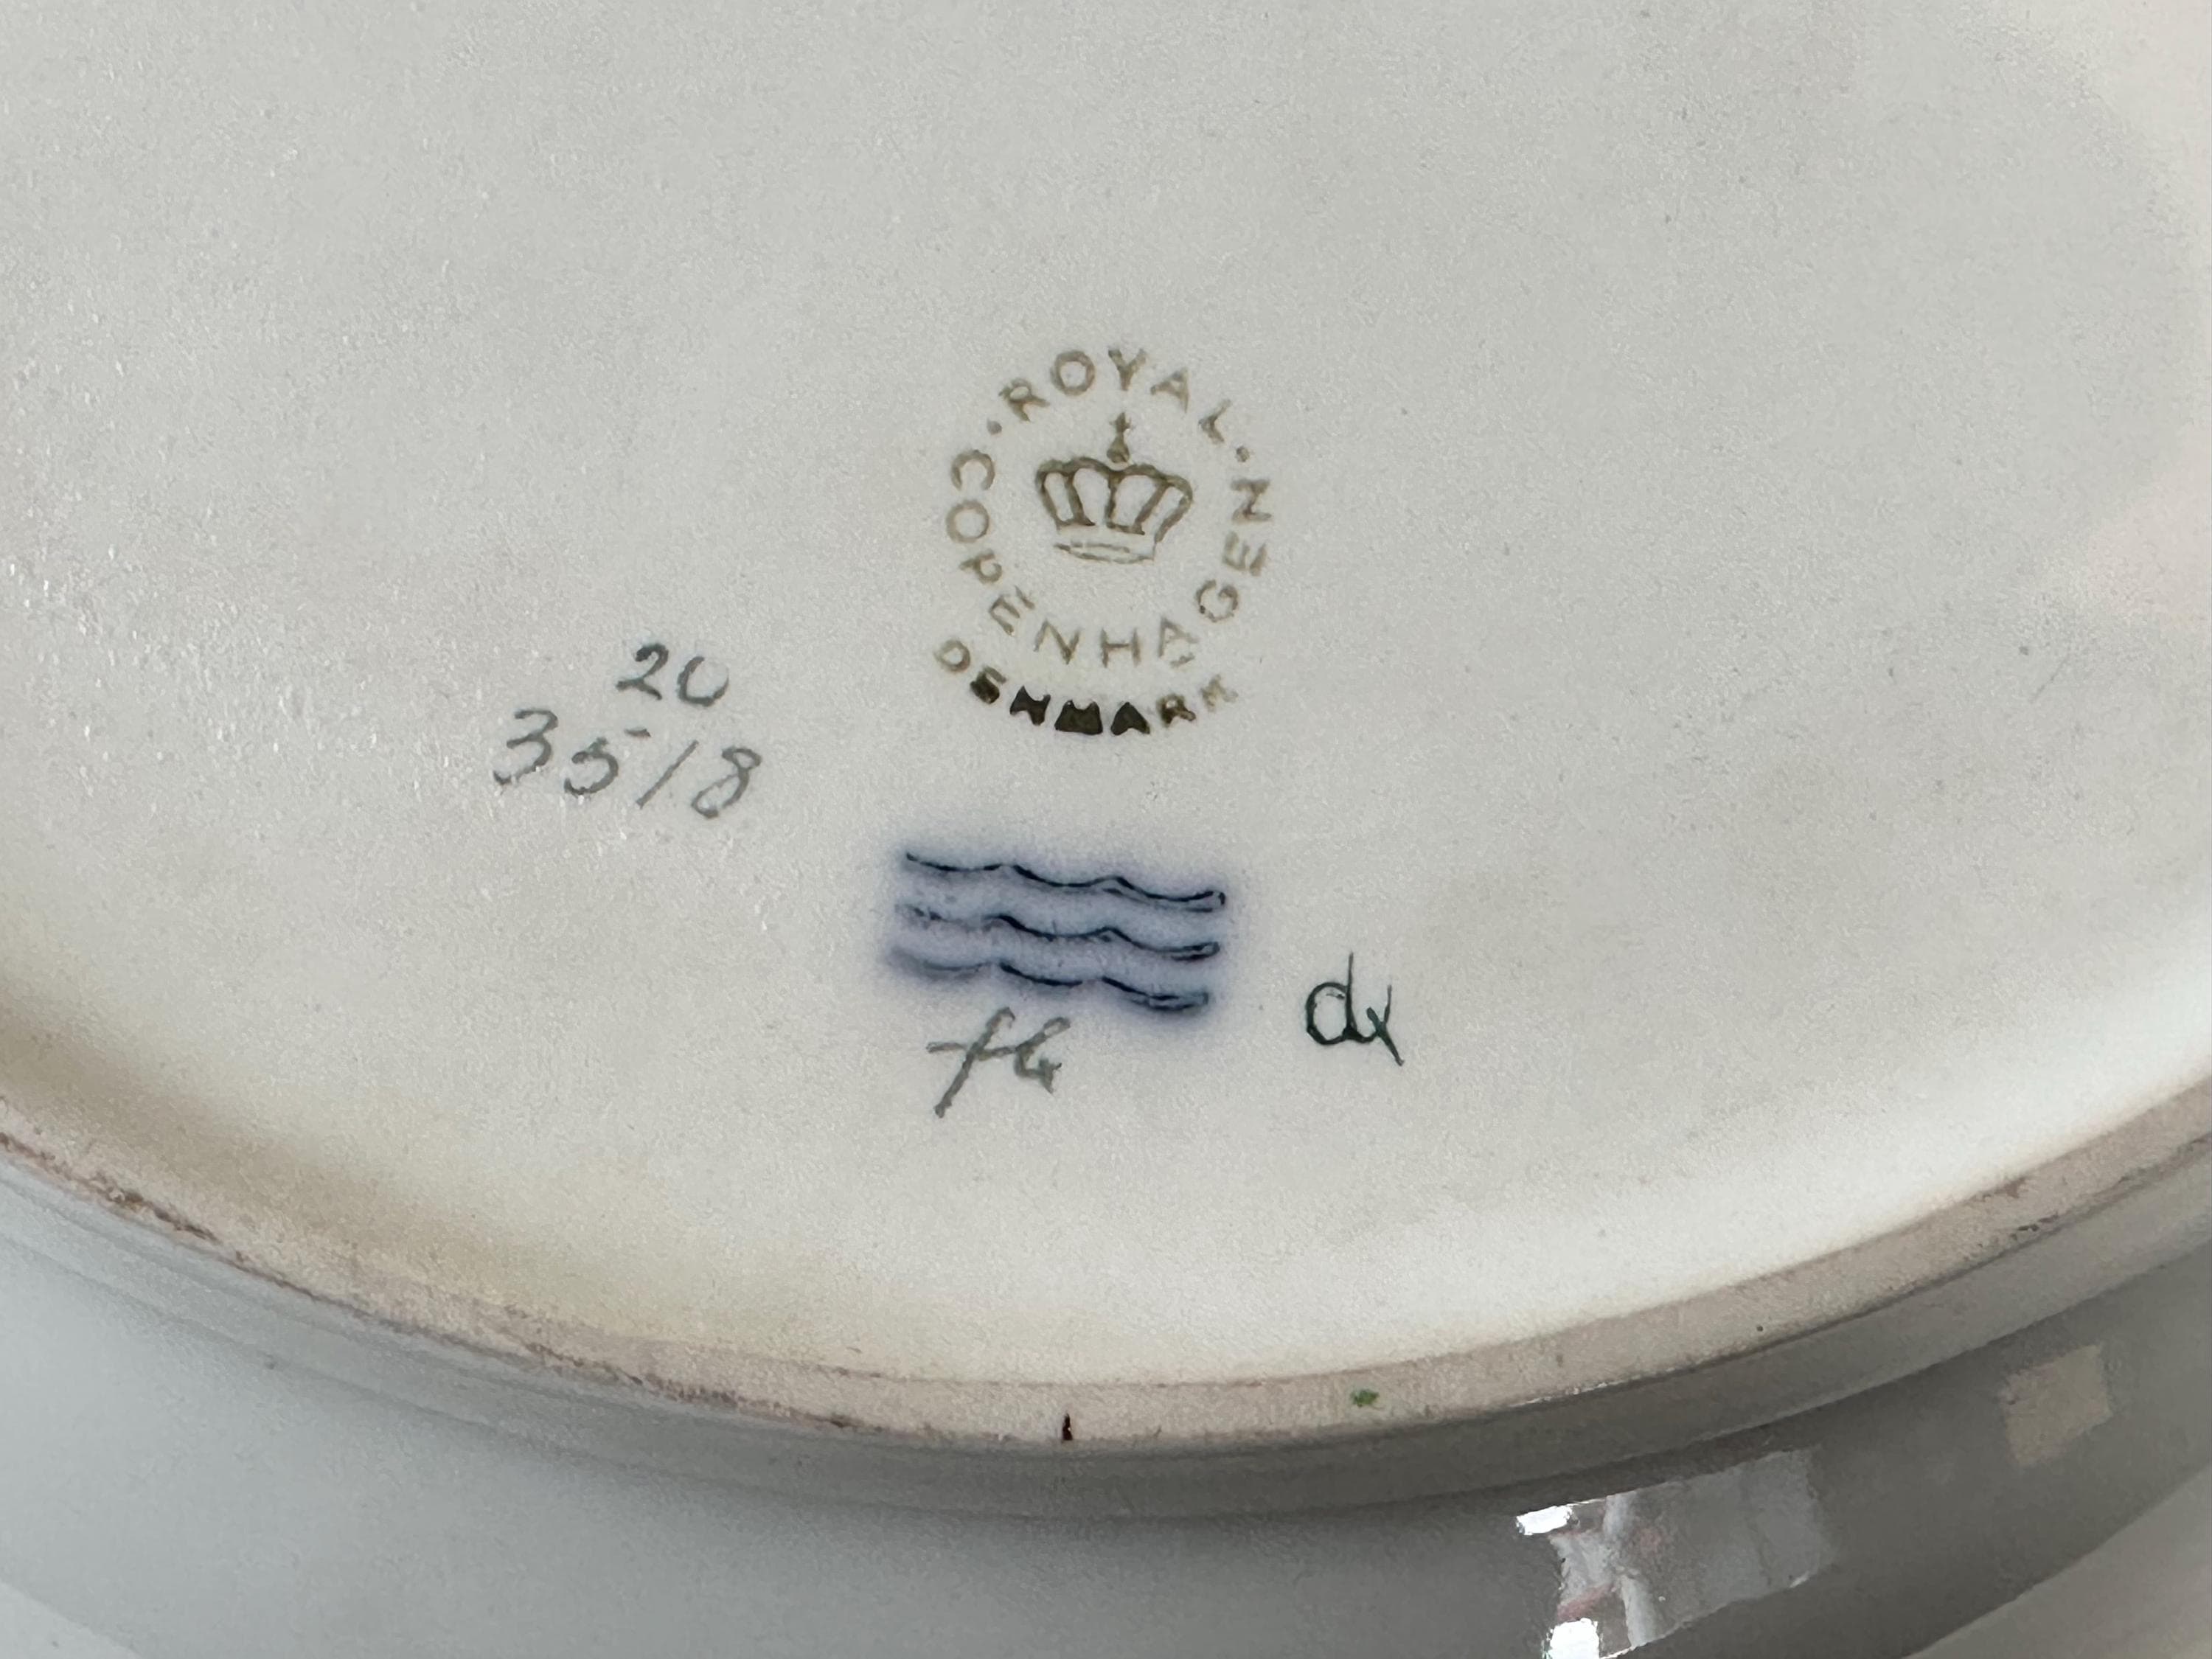 · ROYAL ·
COPENHAGEN
DENMARK
20
3518